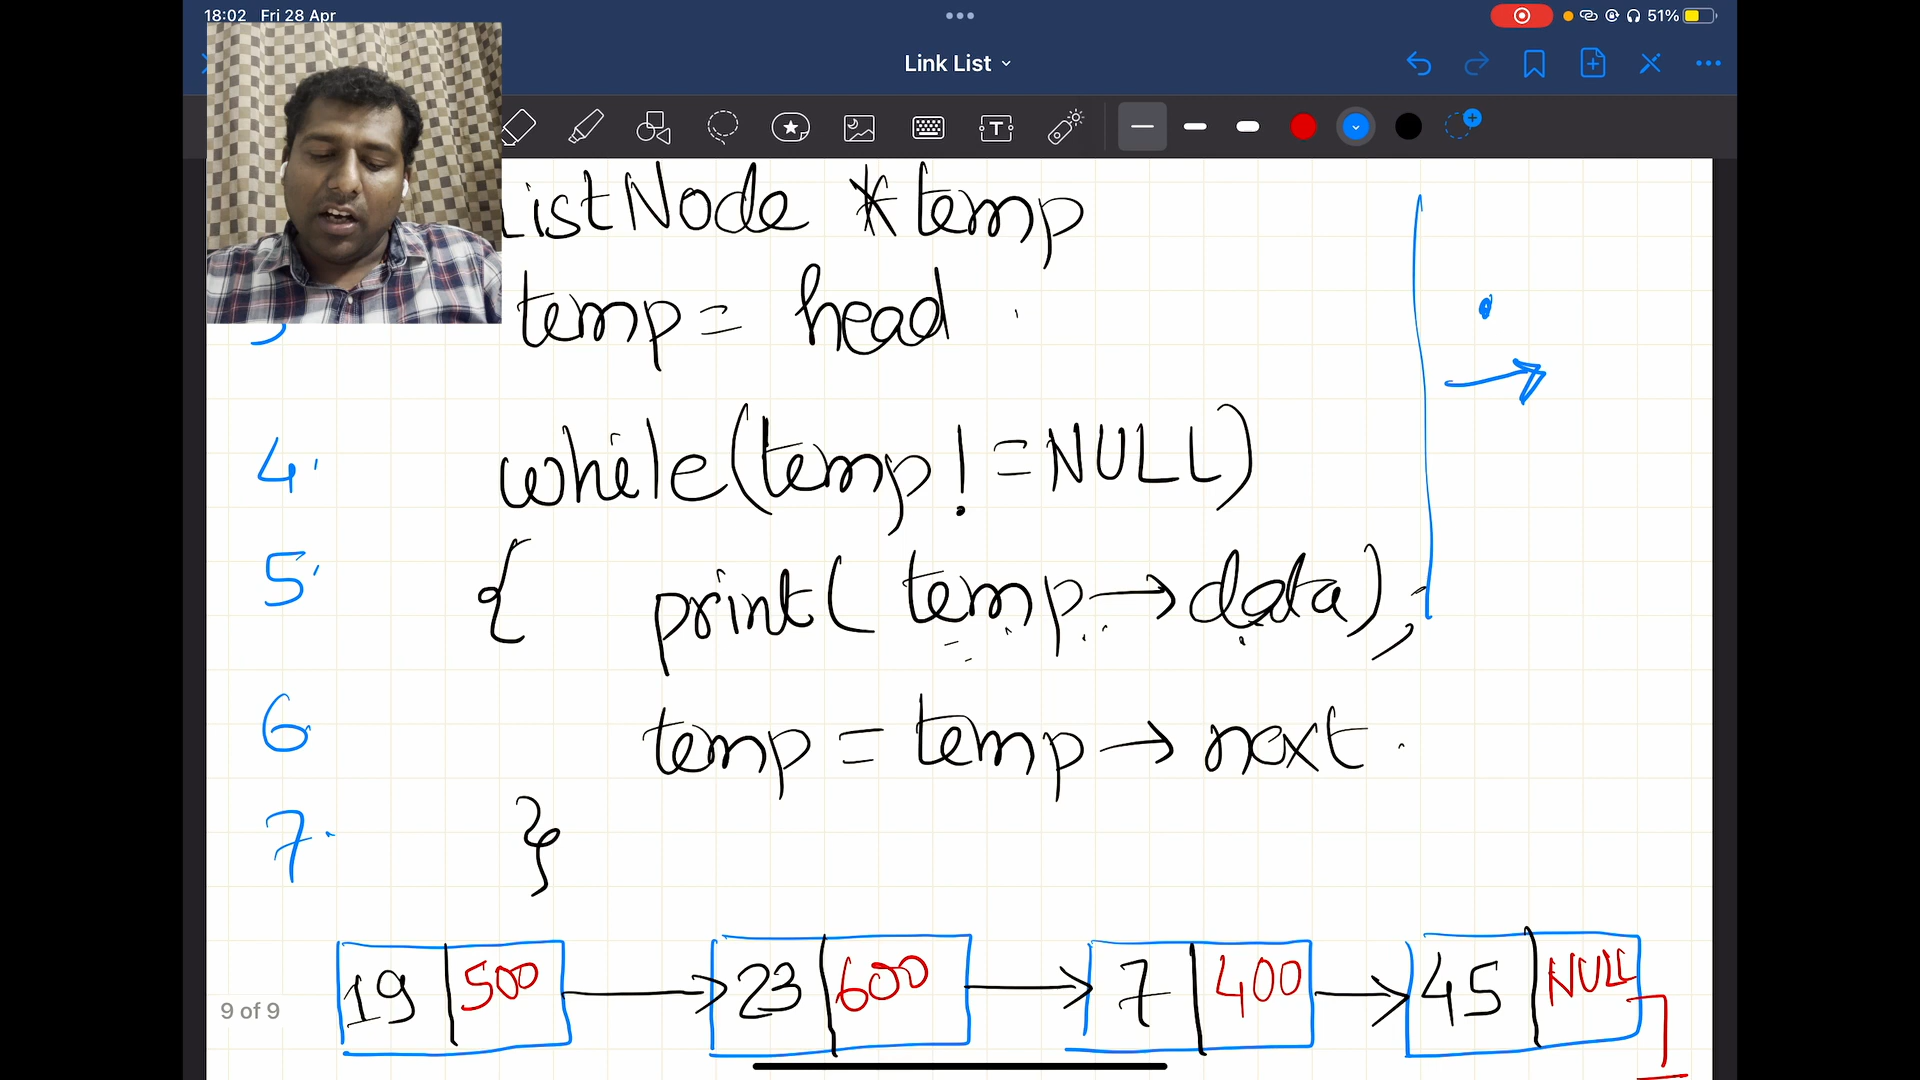 18:02 Fri 28 Apr
51%
Link List
T
ListNode *temp
temp = head
4.
while(temp != NULL)
5.
{ print( temp → data);
6.
temp = temp → next
7.
}
19 500 → 23 600 → 7 400 → 45 NULL
9 of 9